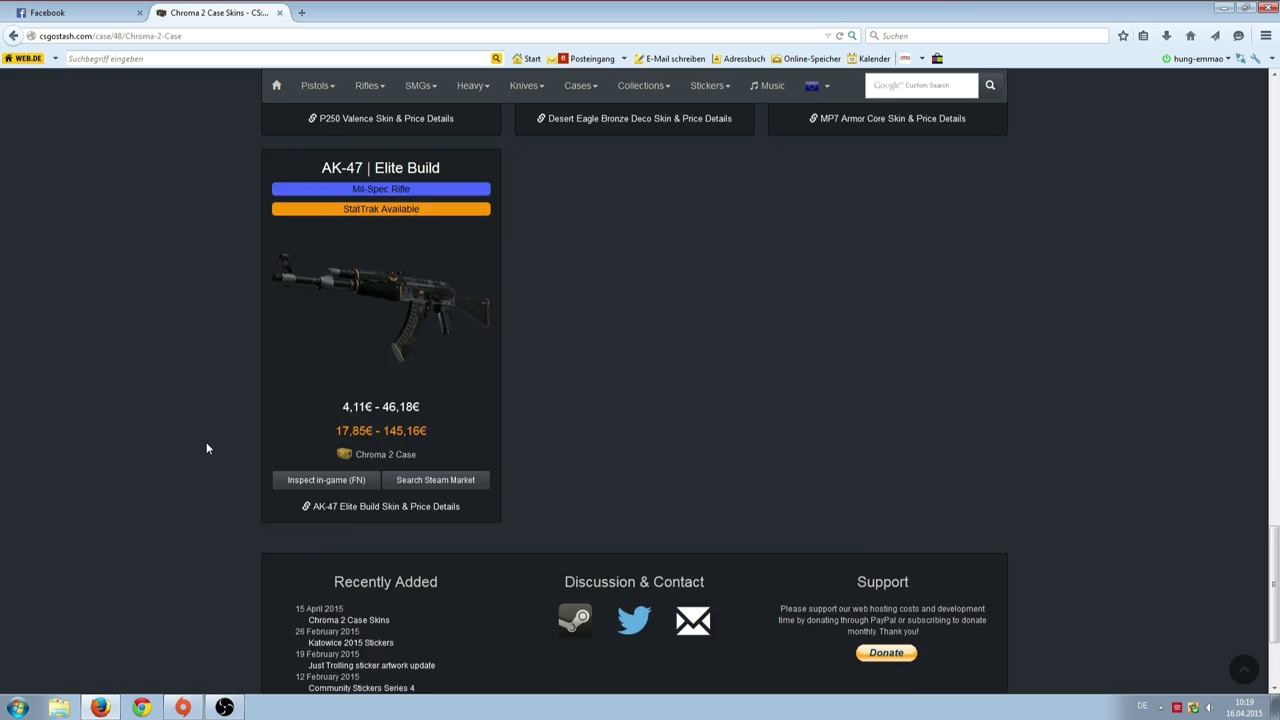 Facebook
Chroma 2 Case Skins - CS:...
csgostash.com/case/48/Chroma-2-Case
Suchen
WEB.DE
Suchbegriff eingeben
Start
Posteingang
E-Mail schreiben
Adressbuch
Online-Speicher
Kalender
hung-emmao
Pistols
Rifles
SMGs
Heavy
Knives
Cases
Collections
Stickers
Music
Google Custom Search
P250 Valence Skin & Price Details
Desert Eagle Bronze Deco Skin & Price Details
MP7 Armor Core Skin & Price Details
AK-47 | Elite Build
Mil-Spec Rifle
StatTrak Available
4,11€ - 46,18€
17,85€ - 145,16€
Chroma 2 Case
Inspect in-game (FN)
Search Steam Market
AK-47 Elite Build Skin & Price Details
Recently Added
15 April 2015
Chroma 2 Case Skins
26 February 2015
Katowice 2015 Stickers
19 February 2015
Just Trolling sticker artwork update
12 February 2015
Community Stickers Series 4
Discussion & Contact
Support
Please support our web hosting costs and development
time by donating through PayPal or subscribing to donate
monthly. Thank you!
Donate
DE
10:19
16.04.2015